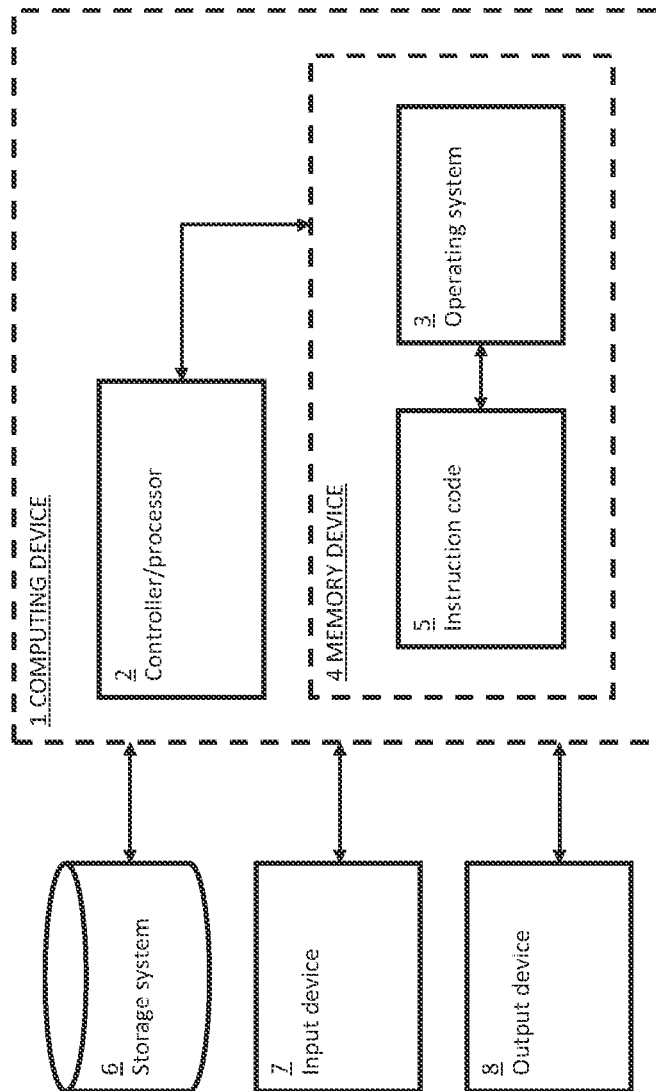 1 COMPUTING DEVICE
2
Controller/processor
4 MEMORY DEVICE
5
Instruction code
3
Operating system
6
Storage system
7
Input device
8
Output device